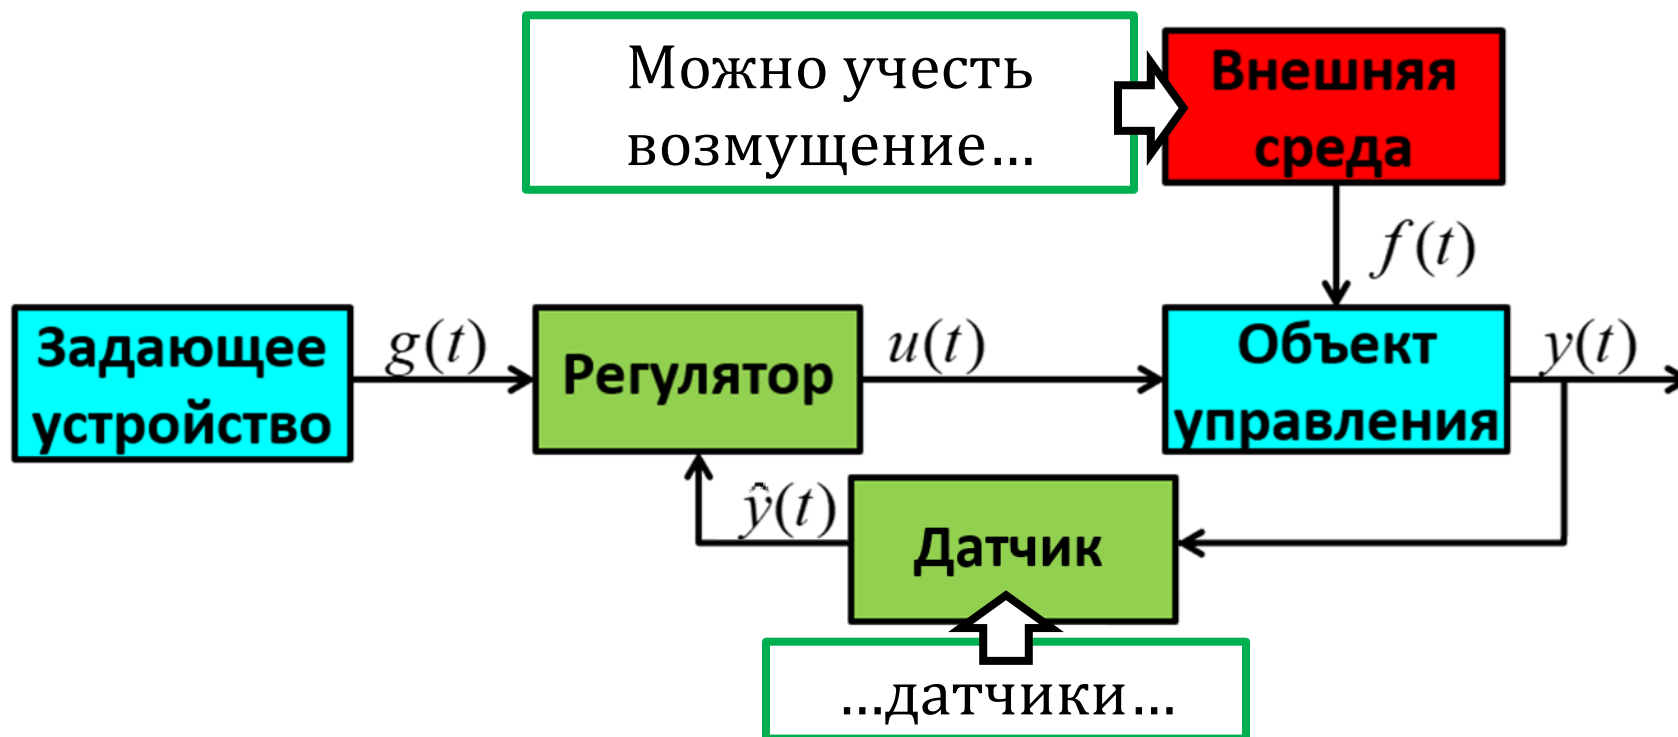 Можно учесть
возмущение…
Внешняя
среда
f(t)
Задающее
устройство
g(t)
Регулятор
u(t)
Объект
управления
y(t)
ŷ(t)
Датчик
…датчики…